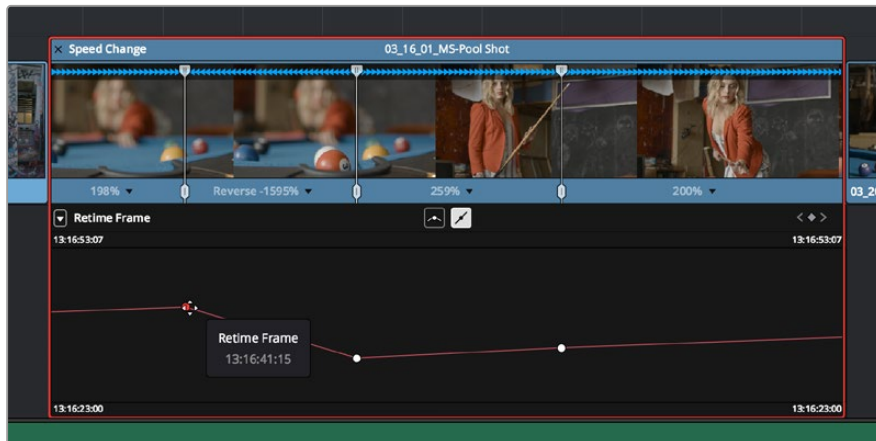 × Speed Change 03_16_01_MS-Pool Shot
198% Reverse -1595% 259% 200% 03_20
Retime Frame
13:16:53:07 13:16:53:07
Retime Frame
13:16:41:15
13:16:23:00 13:16:23:00